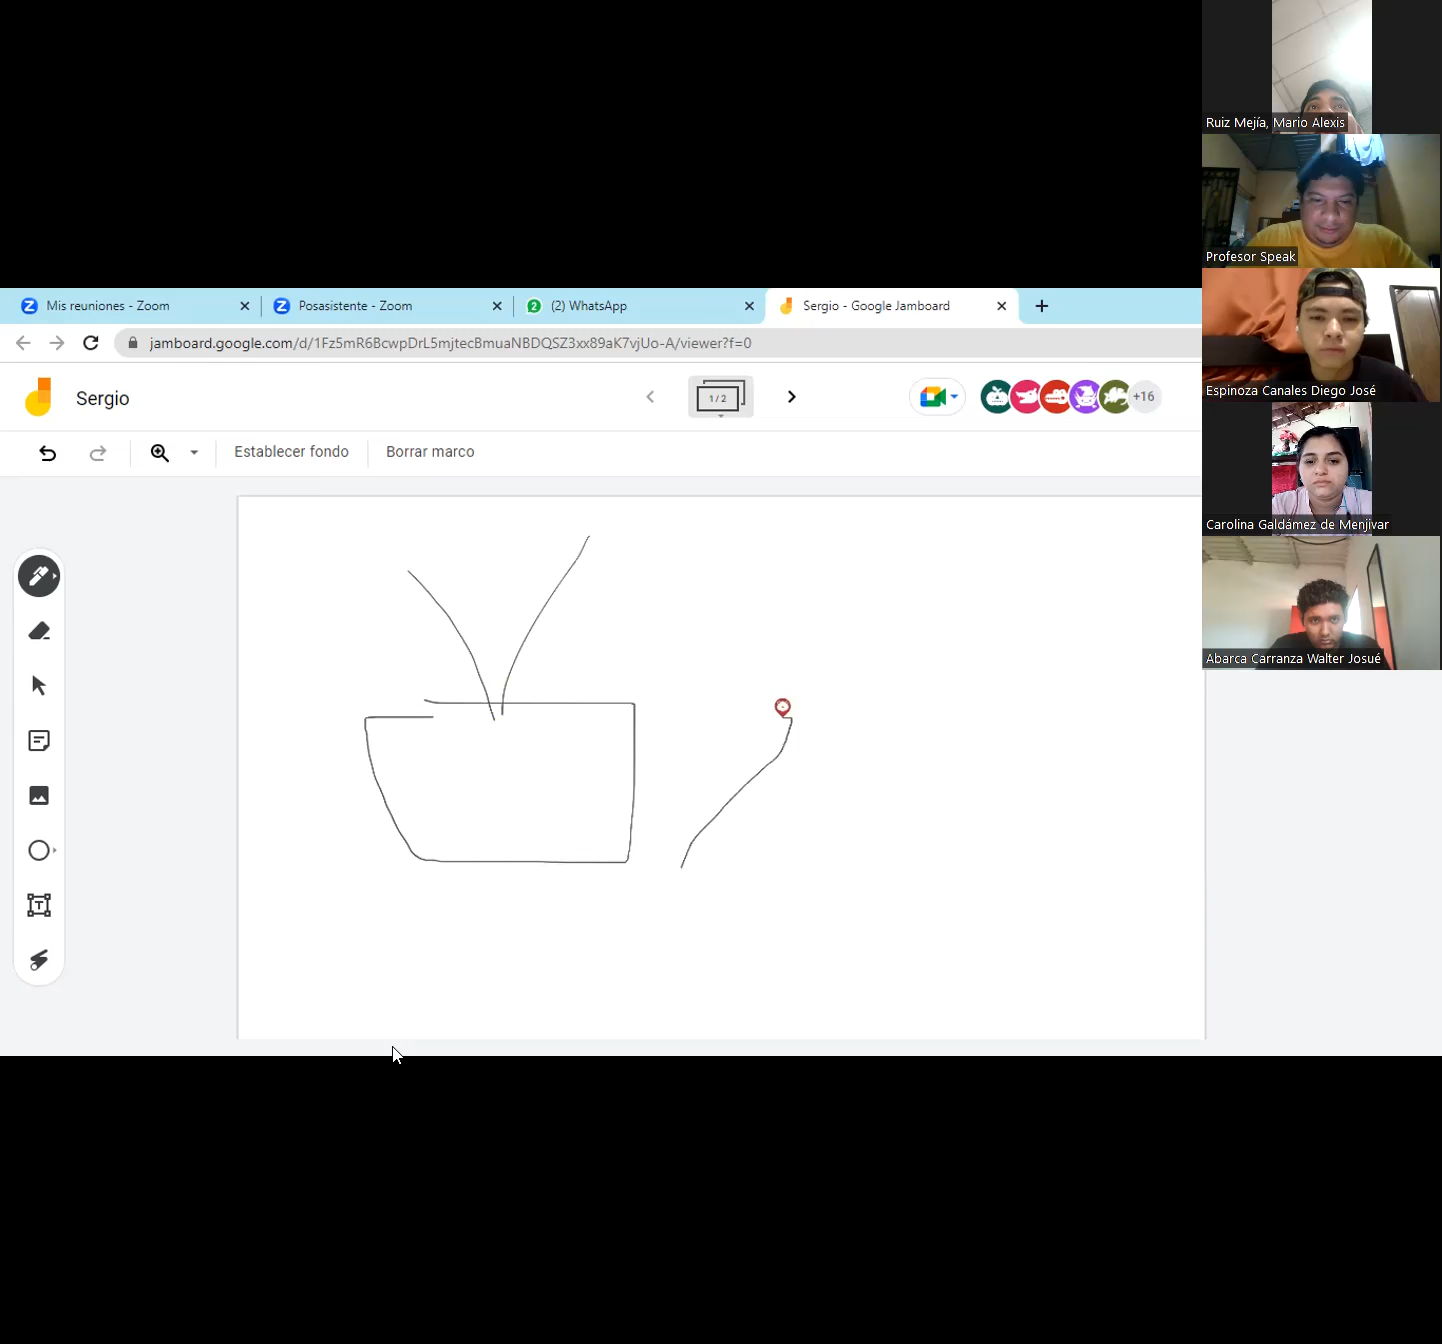 Ruiz Mejía, Mario Alexis
Profesor Speak
Espinoza Canales Diego José
Carolina Galdámez de Menjivar
Abarca Carranza Walter Josué
Mis reuniones - Zoom
Posasistente - Zoom
2
(2) WhatsApp
Sergio - Google Jamboard
jamboard.google.com/d/1Fz5mR6BcwpDrL5mjtecBmuaNBDQSZ3xx89aK7vjUo-A/viewer?f=0
Sergio
1 / 2
+16
Establecer fondo
Borrar marco